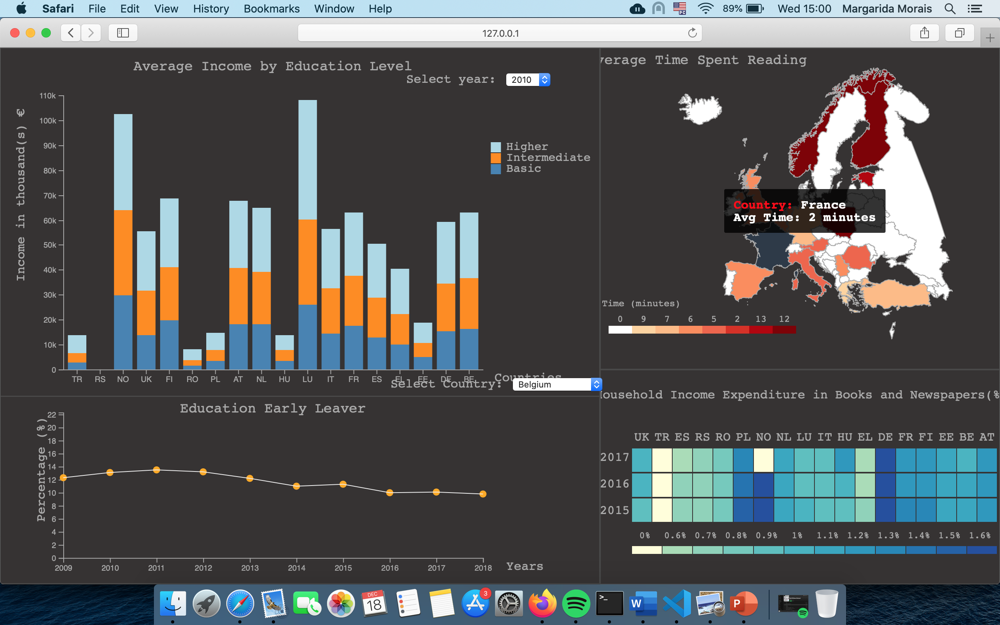 Safari File Edit View History Bookmarks Window Help PC 89% Wed 15:00 Margarida Morais
127.0.0.1
Average Income by Education Level
Select year: 2010
Income in thousand(s) €
110k
100k
90k
80k
70k
60k
50k
40k
30k
20k
10k
0
Higher
Intermediate
Basic
TR RS NO UK FI RO PL AT NL HU LU IT FR ES EL EE DE BE
Countries
Select Country: Belgium
Education Early Leaver
Percentage (%)
22
20
18
16
14
12
10
8
6
4
2
0
2009 2010 2011 2012 2013 2014 2015 2016 2017 2018
Years
verage Time Spent Reading
Country: France
Avg Time: 2 minutes
Time (minutes)
0 9 7 6 5 2 13 12
ousehold Income Expenditure in Books and Newspapers(%
UK TR ES RS RO PL NO NL LU IT HU EL DE FR FI EE BE AT
2017
2016
2015
0% 0.6% 0.7% 0.8% 0.9% 1% 1.1% 1.2% 1.3% 1.4% 1.5% 1.6%
DEC
18
3
>_
W
P